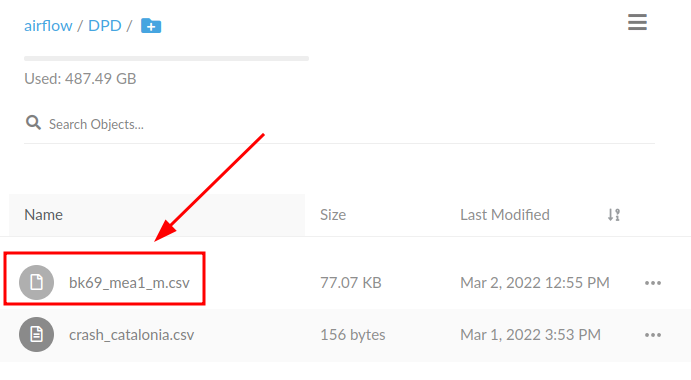 airflow / DPD /
Used: 487.49 GB
Search Objects...
Name Size Last Modified
bk69_mea1_m.csv 77.07 KB Mar 2, 2022 12:55 PM
crash_catalonia.csv 156 bytes Mar 1, 2022 3:53 PM